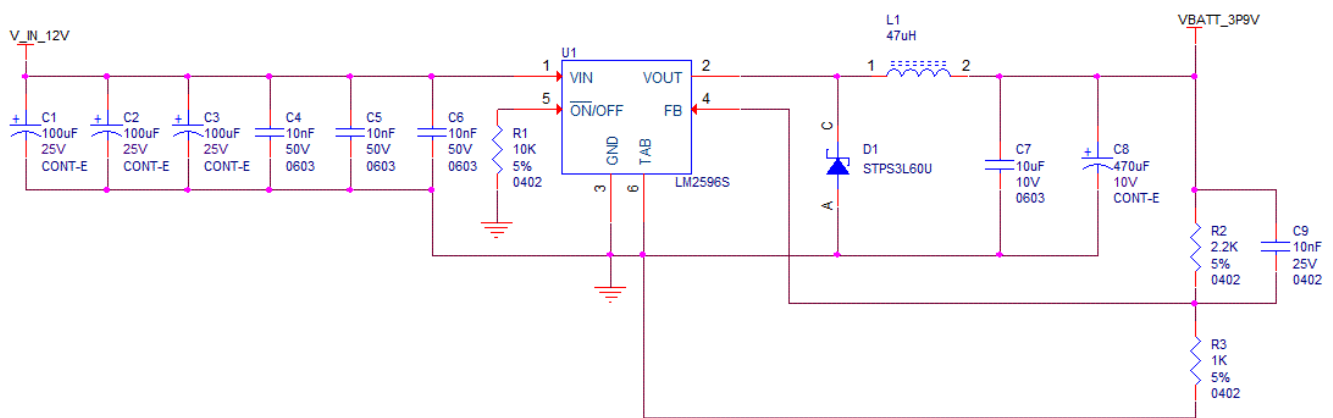 V_IN_12V
C1
100uF
25V
CONT-E
C2
100uF
25V
CONT-E
C3
100uF
25V
CONT-E
C4
10nF
50V
0603
C5
10nF
50V
0603
C6
10nF
50V
0603
R1
10K
5%
0402
U1
1
VIN
VOUT
2
5
ON/OFF
FB
4
GND
TAB
3
6
LM2596S
L1
47uH
1
2
C
D1
STPS3L60U
A
C7
10uF
10V
0603
C8
470uF
10V
CONT-E
VBATT_3P9V
R2
2.2K
5%
0402
C9
10nF
25V
0402
R3
1K
5%
0402